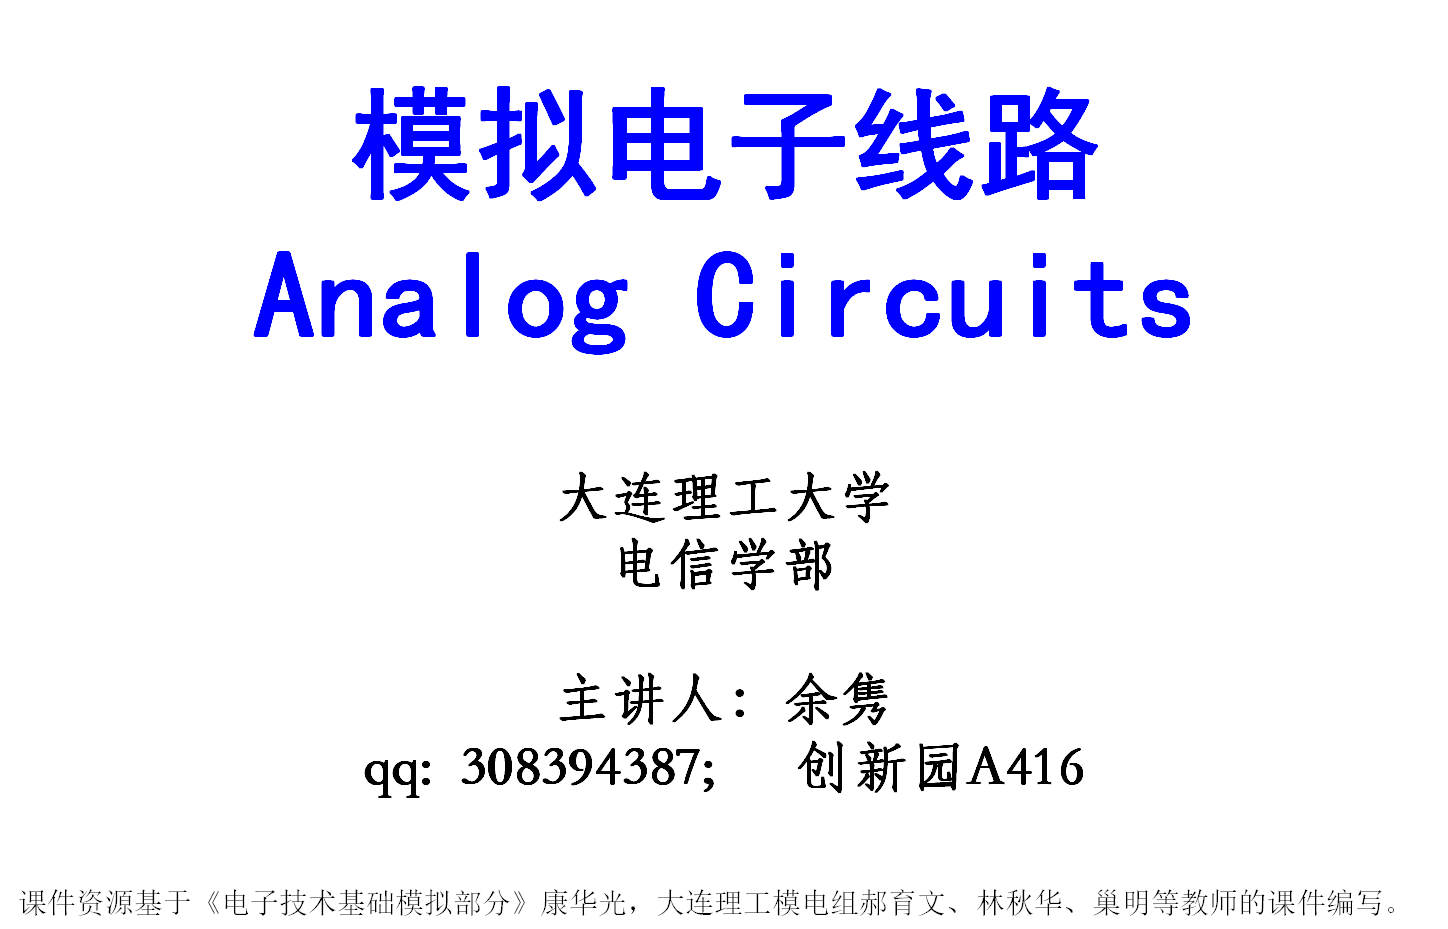 模拟电子线路
Analog Circuits
大连理工大学
电信学部
主讲人：余隽
qq: 308394387; 创新园A416
课件资源基于《电子技术基础模拟部分》康华光，大连理工模电组郝育文、林秋华、巢明等教师的课件编写。